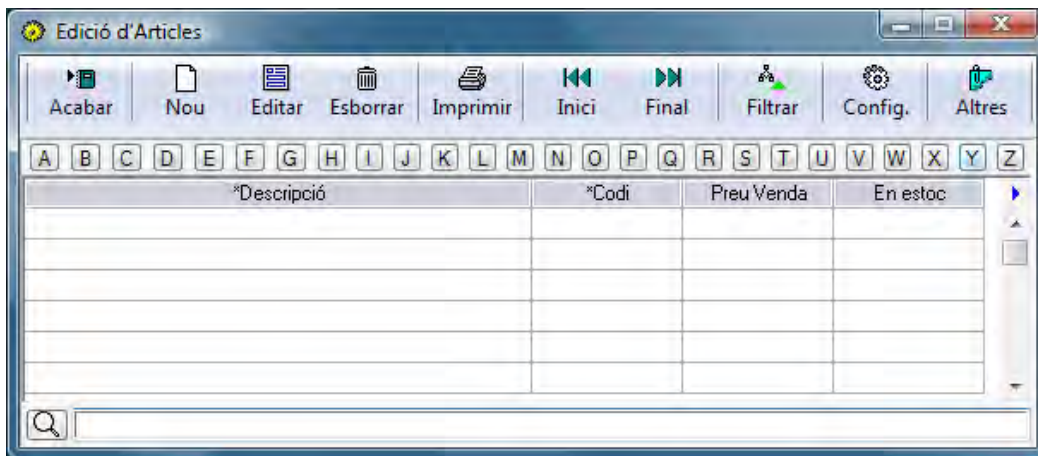 Edició d'Articles
Acabar Nou Editar Esborrar Imprimir Inici Final Filtrar Config. Altres
A B C D E F G H I J K L M N O P Q R S T U V W X Y Z
*Descripció *Codi Preu Venda En estoc